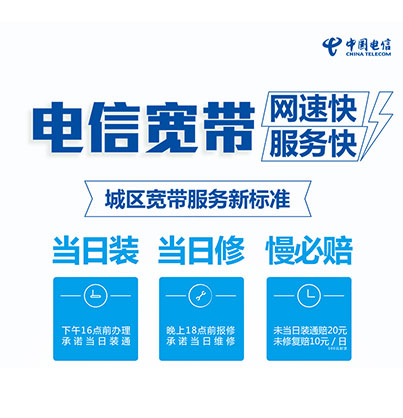 中国电信
CHINA TELECOM
电信宽带
网速快
服务快
城区宽带服务新标准
当日装 当日修 慢必赔
下午16点前办理
承诺当日装通
晚上18点前报修
承诺当日维修
未当日装通赔20元
未修复赔10元/日